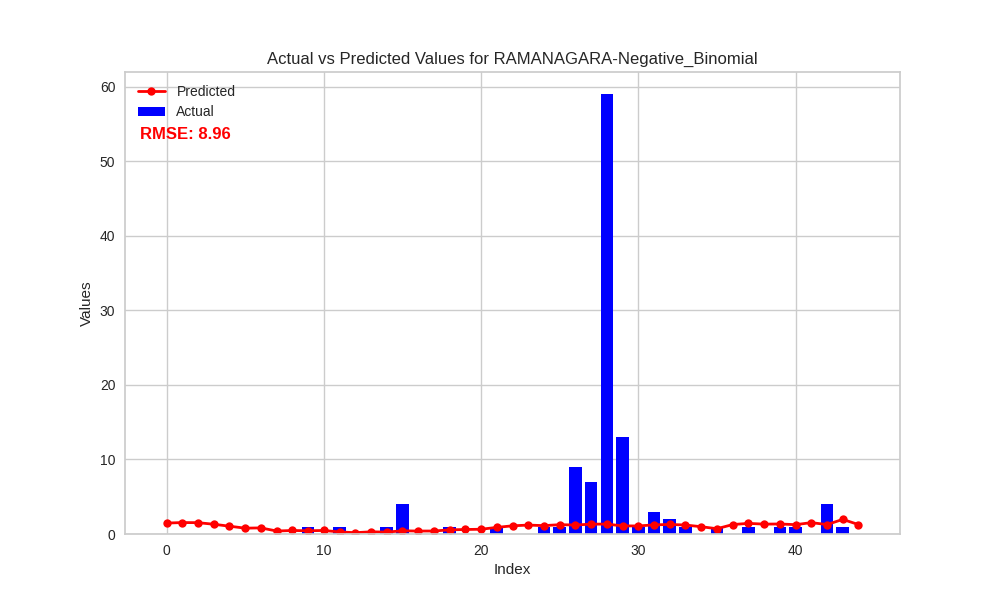 Actual vs Predicted Values for RAMANAGARA-Negative_Binomial
Predicted
Actual
RMSE: 8.96
Values
60
50
40
30
20
10
0
0 10 20 30 40
Index